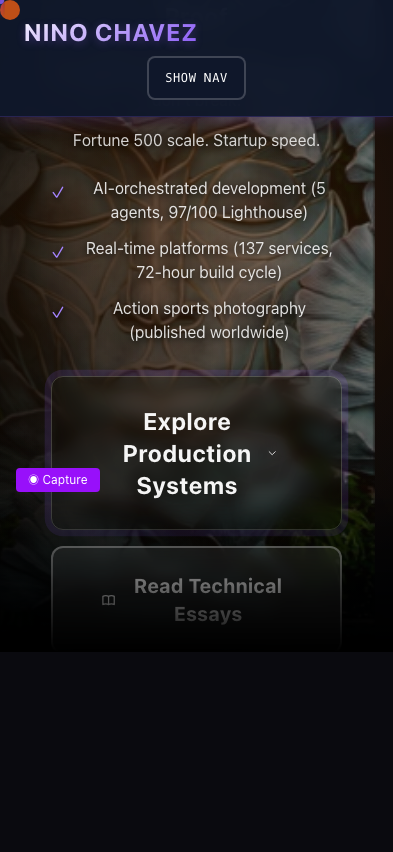 NINO CHAVEZ
SHOW NAV
Fortune 500 scale. Startup speed.
AI-orchestrated development (5
agents, 97/100 Lighthouse)
Real-time platforms (137 services,
72-hour build cycle)
Action sports photography
(published worldwide)
Explore
Production
Systems
Capture
Read Technical
Essays